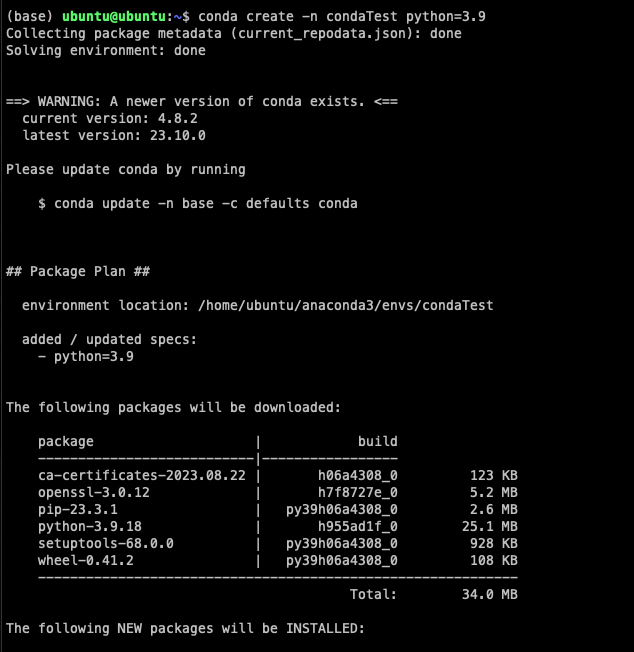 (base) ubuntu@ubuntu:~$ conda create -n condaTest python=3.9
Collecting package metadata (current_repodata.json): done
Solving environment: done
==> WARNING: A newer version of conda exists. <==
  current version: 4.8.2
  latest version: 23.10.0
Please update conda by running
    $ conda update -n base -c defaults conda
## Package Plan ##
  environment location: /home/ubuntu/anaconda3/envs/condaTest
  added / updated specs:
    - python=3.9
The following packages will be downloaded:
    package                    |            build
    ---------------------------|-----------------
    ca-certificates-2023.08.22 |       h06a4308_0         123 KB
    openssl-3.0.12             |       h7f8727e_0         5.2 MB
    pip-23.3.1                 |   py39h06a4308_0         2.6 MB
    python-3.9.18              |       h955ad1f_0        25.1 MB
    setuptools-68.0.0          |   py39h06a4308_0         928 KB
    wheel-0.41.2               |   py39h06a4308_0         108 KB
    ------------------------------------------------------------
                                           Total:        34.0 MB
The following NEW packages will be INSTALLED: